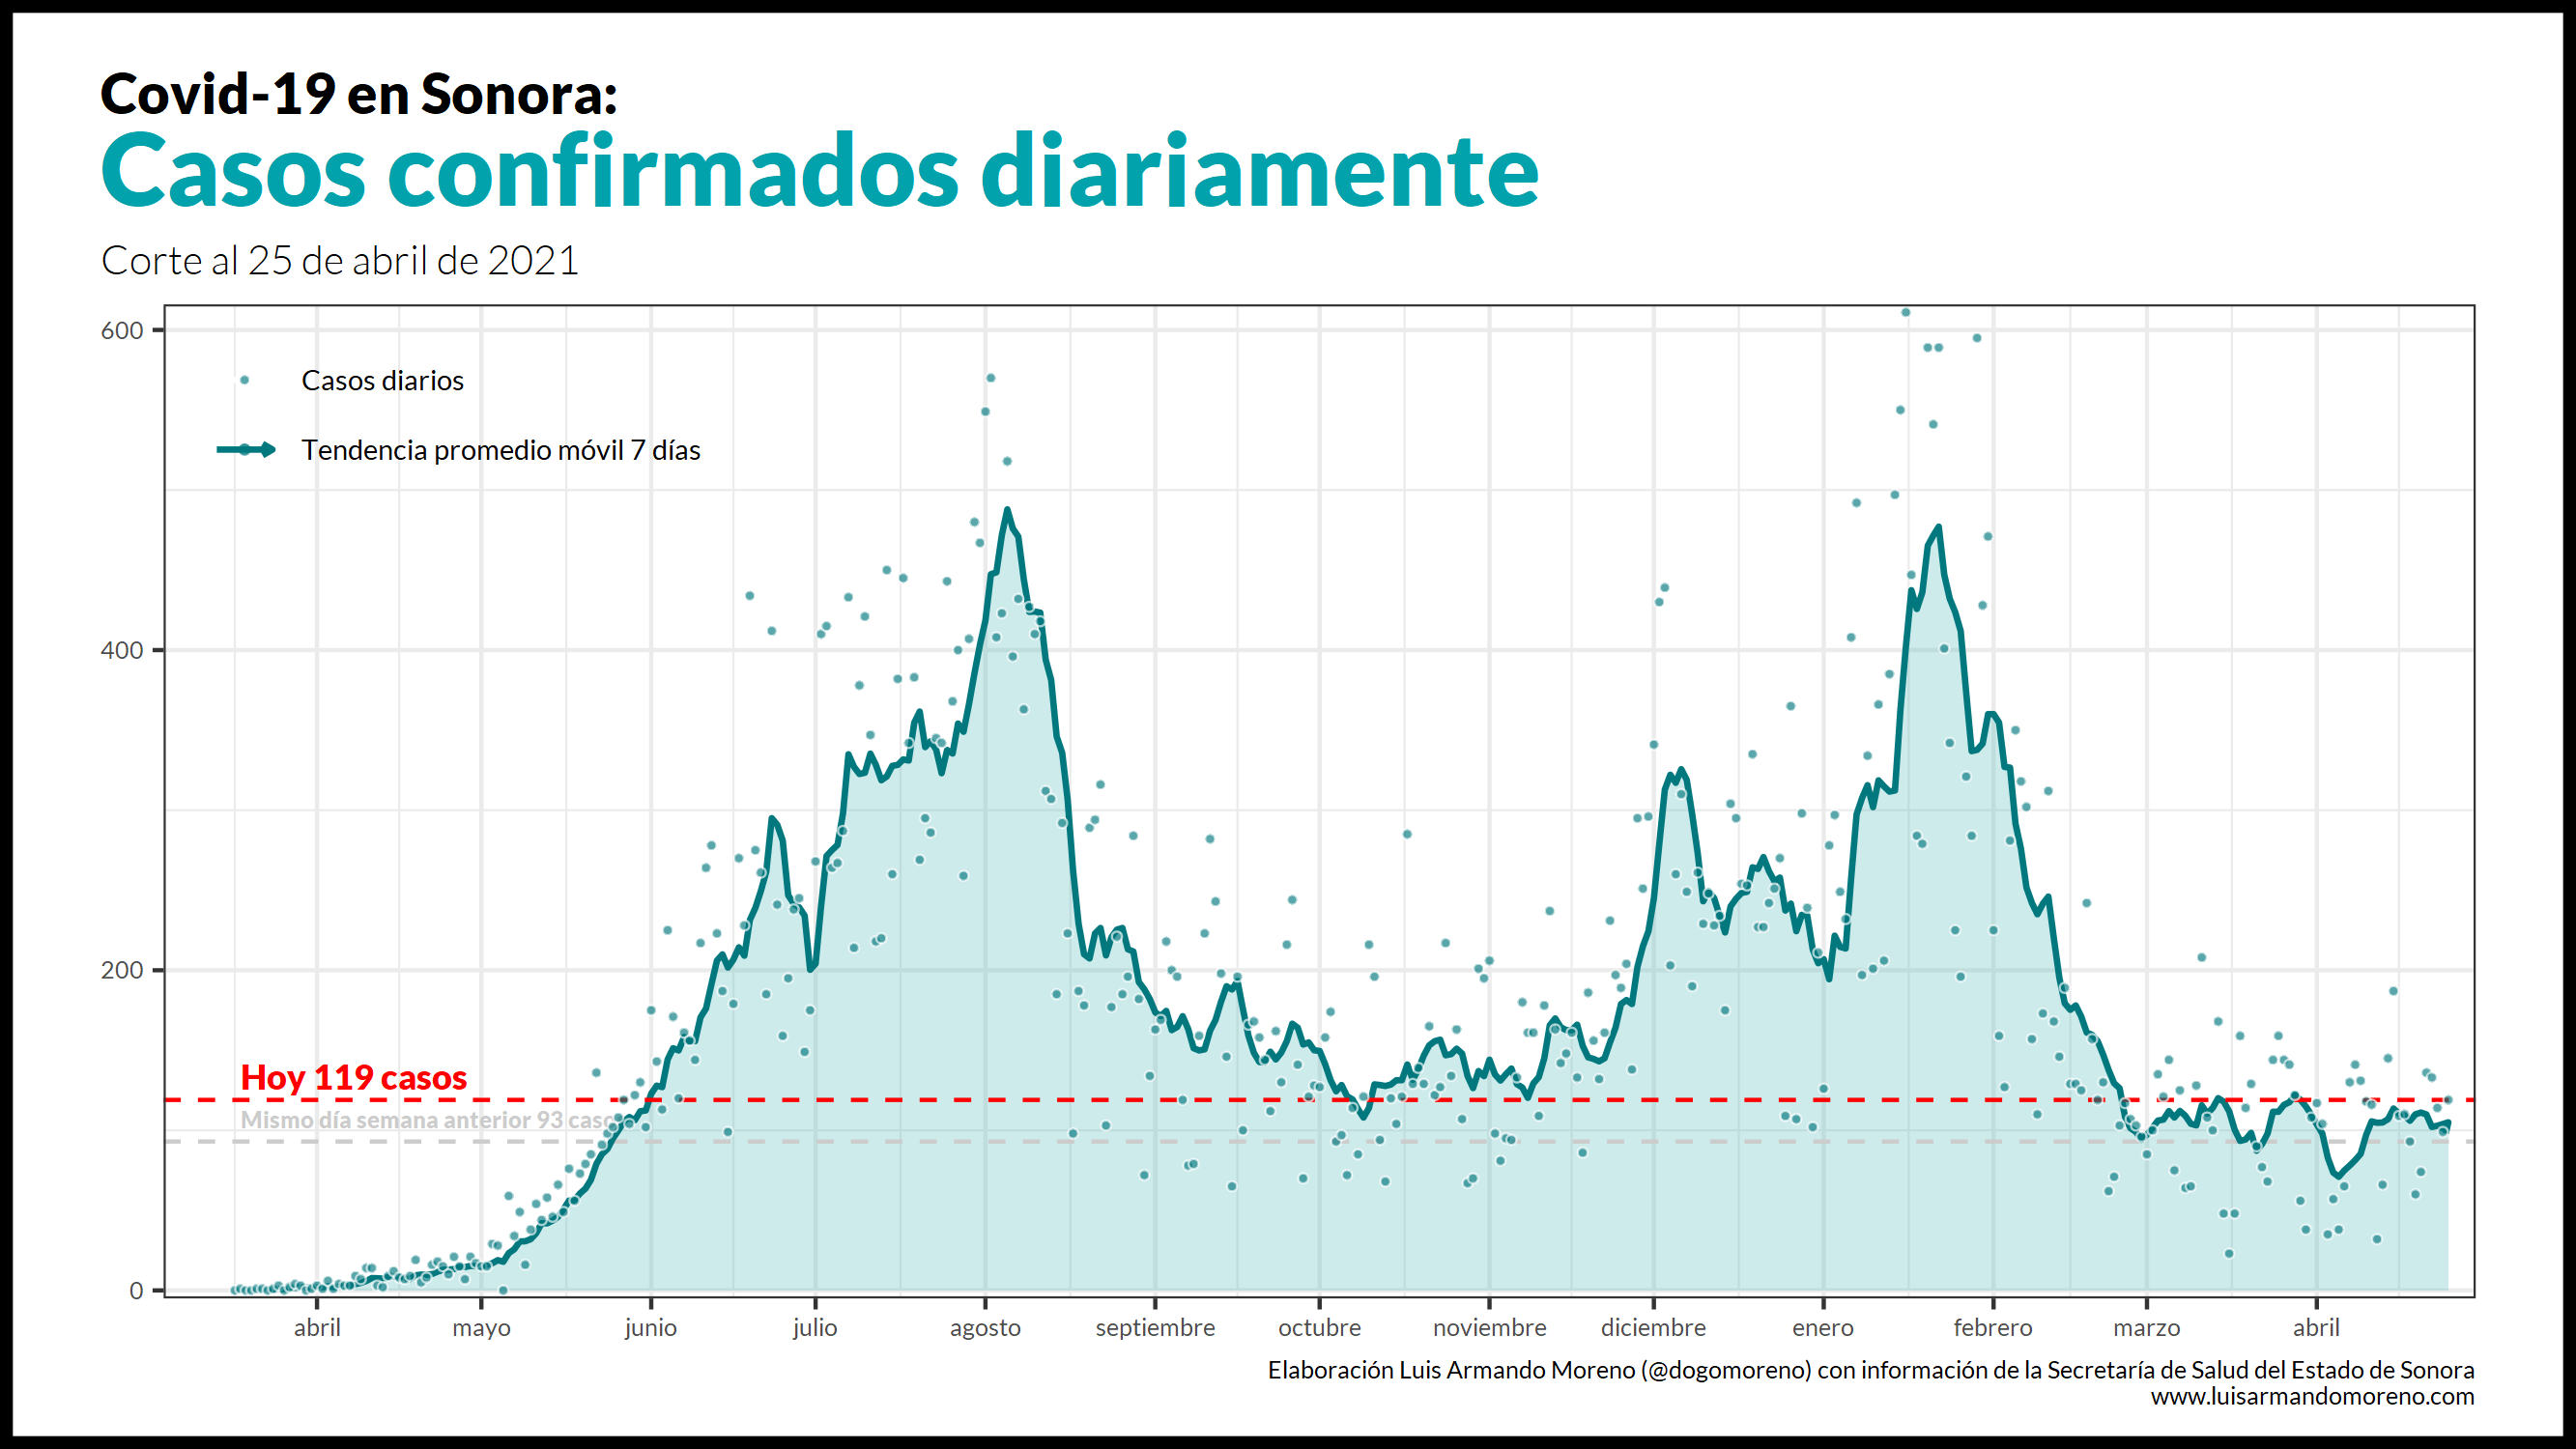 Covid-19 en Sonora:
Casos confirmados diariamente
Corte al 25 de abril de 2021
600
Casos diarios
Tendencia promedio móvil 7 días
400
200
Hoy 119 casos
Mismo día semana anterior 93 casos
0
abril mayo junio julio agosto septiembre octubre noviembre diciembre enero febrero marzo abril
Elaboración Luis Armando Moreno (@dogomoreno) con información de la Secretaría de Salud del Estado de Sonora
www.luisarmandomoreno.com